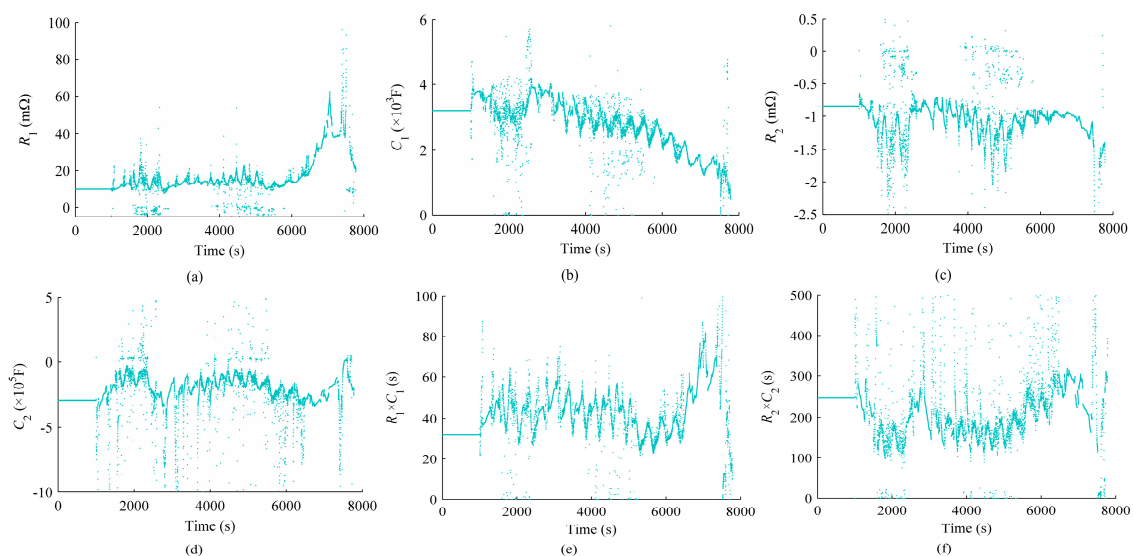 100
80
60
40
20
0
R1 (mΩ)
0 2000 4000 6000 8000
Time (s)
(a)
6
4
2
0
C1 (×10³F)
0 2000 4000 6000 8000
Time (s)
(b)
0.5
0
-0.5
-1
-1.5
-2
-2.5
R2 (mΩ)
0 2000 4000 6000 8000
Time (s)
(c)
5
0
-5
-10
C2 (×10⁵F)
0 2000 4000 6000 8000
Time (s)
(d)
100
80
60
40
20
0
R1×C1 (s)
0 2000 4000 6000 8000
Time (s)
(e)
500
400
300
200
100
0
R2×C2 (s)
0 2000 4000 6000 8000
Time (s)
(f)